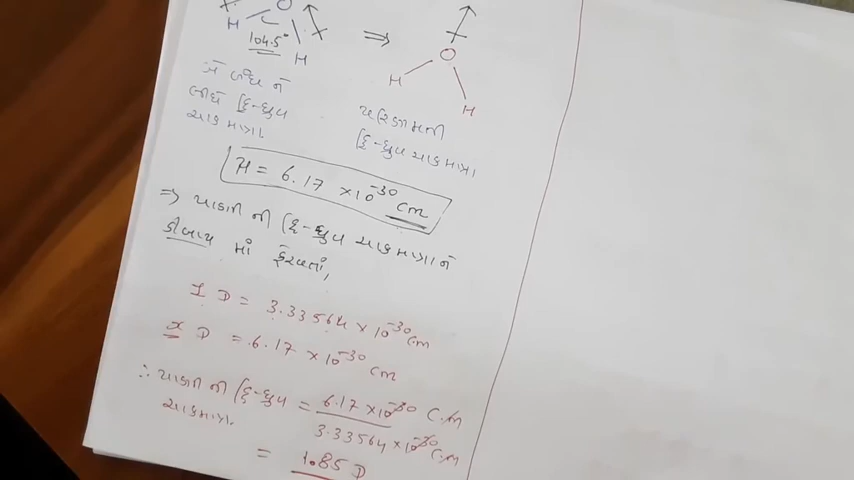 O
H
104.5°
H
⇒
O
H
H
બે બંધ ને
લીધે દ્વિ-ધ્રુવ
ચાકમાત્રા.
પરિણામી
દ્વિ-ધ્રુવ ચાકમાત્રા
H = 6.17 × 10⁻³⁰ cm
⇒ પાણી ની દ્વિ-ધ્રુવ ચાકમાત્રા ને
ડીબાય માં ફેરવતાં,
1 D = 3.33564 × 10⁻³⁰ C.m
x D = 6.17 × 10⁻³⁰ cm
∴ પાણી ની દ્વિ-ધ્રુવ = 6.17 × 10⁻³⁰ C.m
ચાકમાત્રા. 3.33564 × 10⁻³⁰ C.m
= 1.85 D